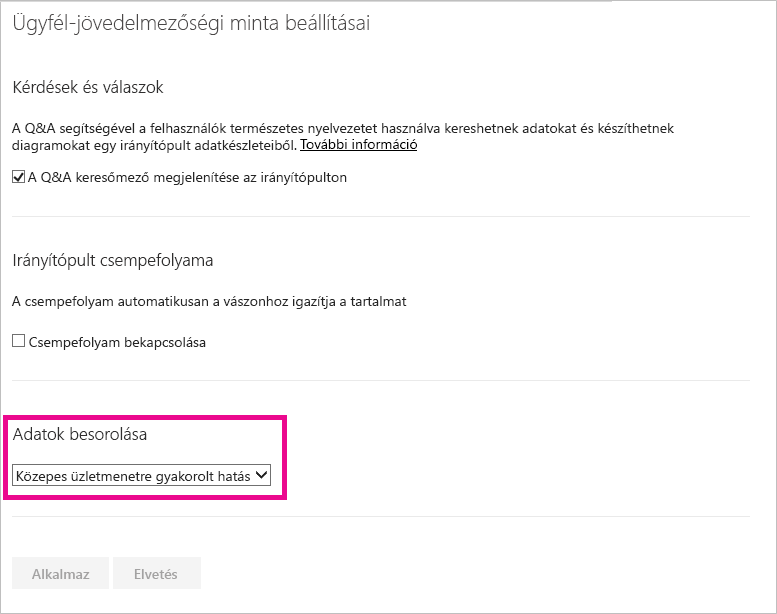 Ügyfél-jövedelmezőségi minta beállításai
Kérdések és válaszok
A Q&A segítségével a felhasználók természetes nyelvezetet használva kereshetnek adatokat és készíthetnek
diagramokat egy irányítópult adatkészleteiből. További információ
A Q&A keresőmező megjelenítése az irányítópulton
Irányítópult csempefolyama
A csempefolyam automatikusan a vászonhoz igazítja a tartalmat
Csempefolyam bekapcsolása
Adatok besorolása
Közepes üzletmenetre gyakorolt hatás
Alkalmaz Elvetés